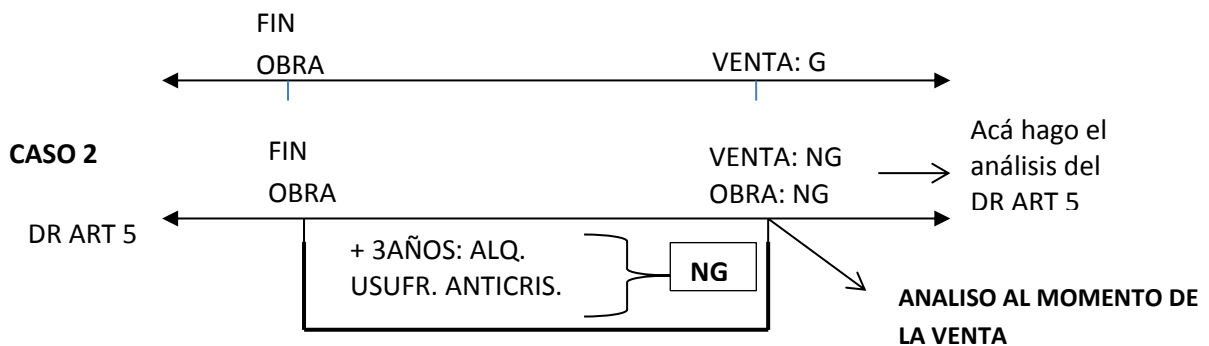 FIN
OBRA
VENTA: G
CASO 2
FIN
OBRA
VENTA: NG
OBRA: NG
Acá hago el
análisis del
DR ART 5
DR ART 5
+ 3AÑOS: ALQ.
USUFR. ANTICRIS.
NG
ANALISO AL MOMENTO DE
LA VENTA